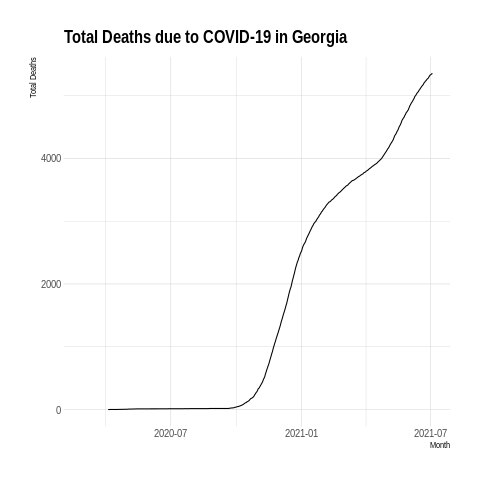 Total Deaths due to COVID-19 in Georgia
Total Deaths
4000
2000
0
2020-07
2021-01
2021-07
Month